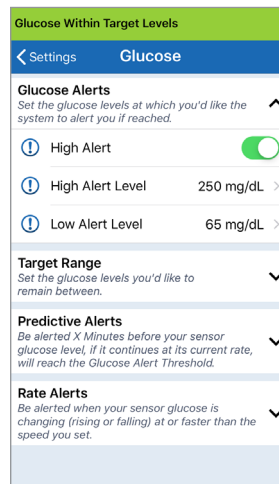 Glucose Within Target Levels
Settings Glucose
Glucose Alerts
Set the glucose levels at which you'd like the
system to alert you if reached.
High Alert
High Alert Level 250 mg/dL
Low Alert Level 65 mg/dL
Target Range
Set the glucose levels you'd like to
remain between.
Predictive Alerts
Be alerted X Minutes before your sensor
glucose level, if it continues at its current rate,
will reach the Glucose Alert Threshold.
Rate Alerts
Be alerted when your sensor glucose is
changing (rising or falling) at or faster than the
speed you set.